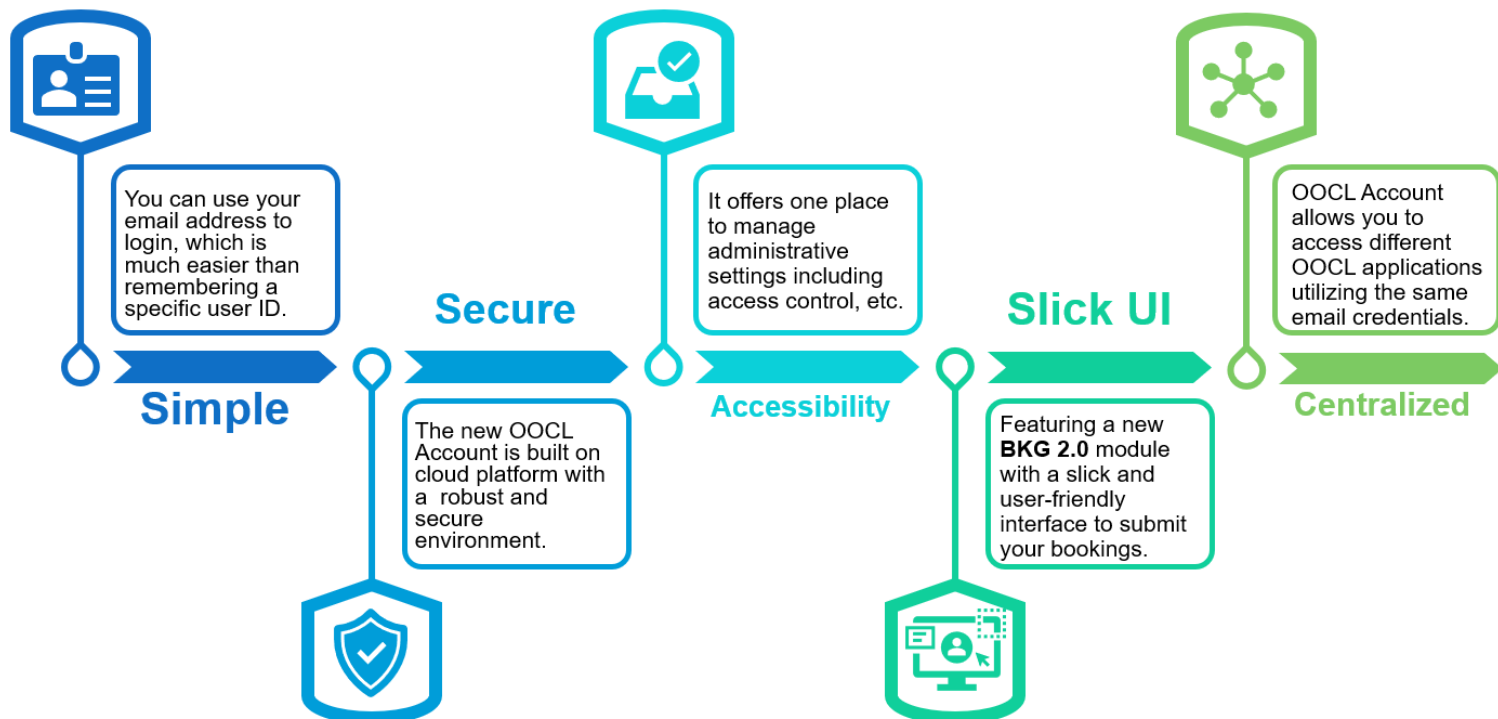 You can use your
email address to
login, which is
much easier than
remembering a
specific user ID.
Simple
Secure
The new OOCL
Account is built on
cloud platform with
a robust and
secure
environment.
It offers one place
to manage
administrative
settings including
access control, etc.
Accessibility
Slick UI
Featuring a new
BKG 2.0 module
with a slick and
user-friendly
interface to submit
your bookings.
OOCL Account
allows you to
access different
OOCL applications
utilizing the same
email credentials.
Centralized